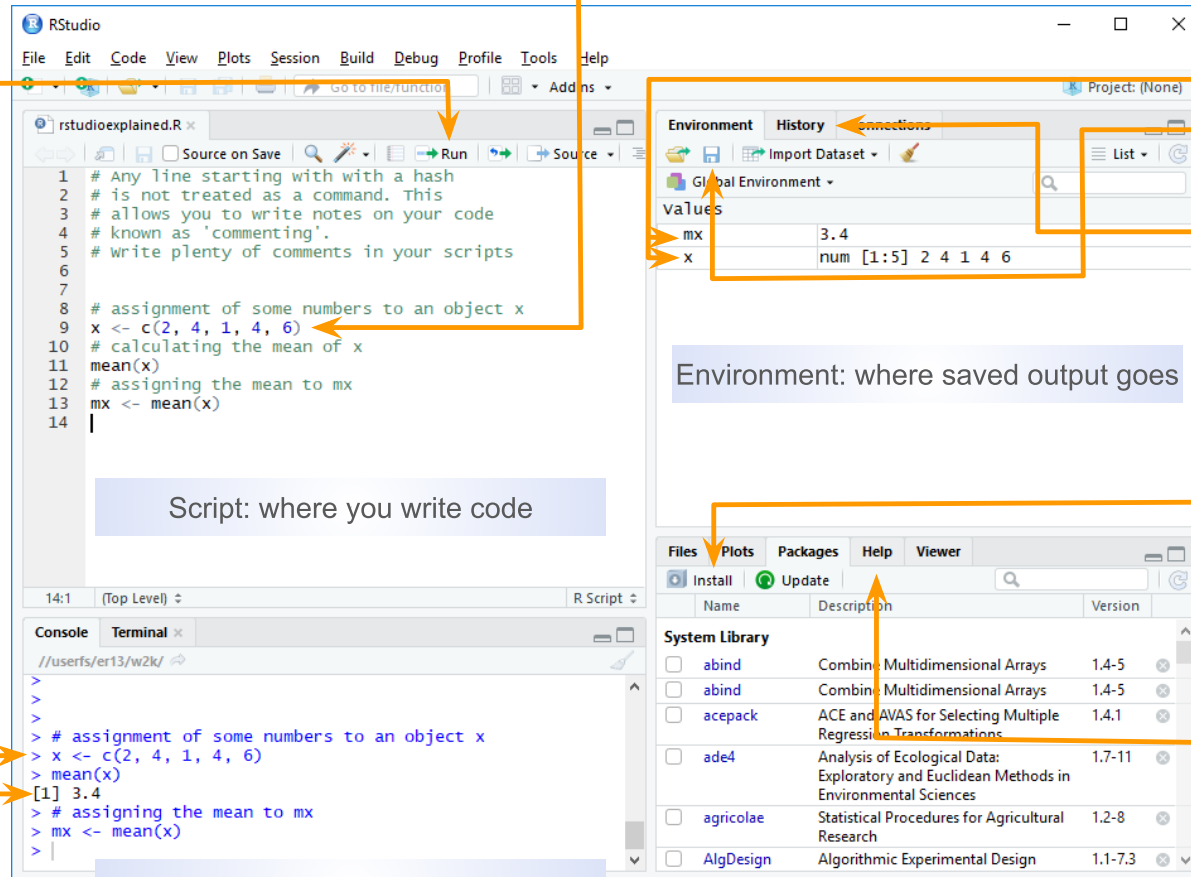 RStudio
File Edit Code View Plots Session Build Debug Profile Tools Help
Go to file/function Addins
Project: (None)
rstudioexplained.R
Source on Save Run Source
1 # Any line starting with with a hash
2 # is not treated as a command. This
3 # allows you to write notes on your code
4 # known as 'commenting'.
5 # Write plenty of comments in your scripts
6
7
8 # assignment of some numbers to an object x
9 x <- c(2, 4, 1, 4, 6)
10 # calculating the mean of x
11 mean(x)
12 # assigning the mean to mx
13 mx <- mean(x)
14
Script: where you write code
14:1 (Top Level) R Script
Console Terminal
//userfs/er13/w2k/
>
>
>
> # assignment of some numbers to an object x
> x <- c(2, 4, 1, 4, 6)
> mean(x)
[1] 3.4
> # assigning the mean to mx
> mx <- mean(x)
>
Environment History Connections
Import Dataset List
Global Environment
Values
mx 3.4
x num [1:5] 2 4 1 4 6
Environment: where saved output goes
Files Plots Packages Help Viewer
Install Update
Name Description Version
System Library
abind Combine Multidimensional Arrays 1.4-5
abind Combine Multidimensional Arrays 1.4-5
acepack ACE and AVAS for Selecting Multiple 1.4.1
Regression Transformations
ade4 Analysis of Ecological Data: 1.7-11
Exploratory and Euclidean Methods in
Environmental Sciences
agricolae Statistical Procedures for Agricultural 1.2-8
Research
AlgDesign Algorithmic Experimental Design 1.1-7.3